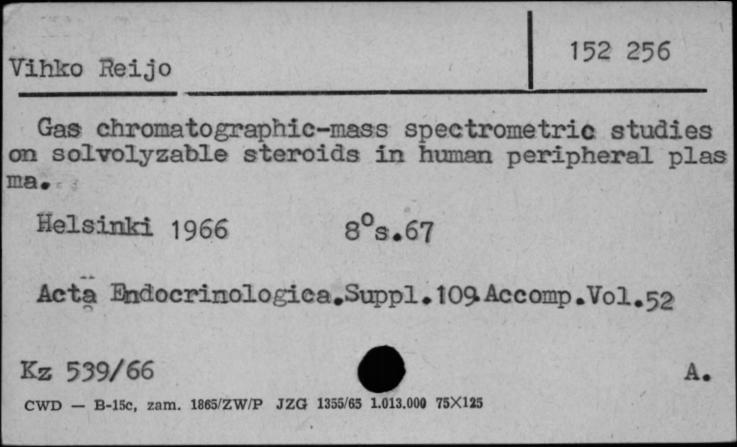 152 256
Vihko Reijo
Gas chromatographic-mass spectrometric studies
on solvolyzable steroids in human peripheral plas
ma.
Helsinki 1966 8°s.67
Acta Endocrinologica.Suppl.109.Accomp.Vol.52
Kz 539/66 A.
CWD — B-15c, zam. 1865/ZW/P JZG 1355/65 1.013.000 75X125